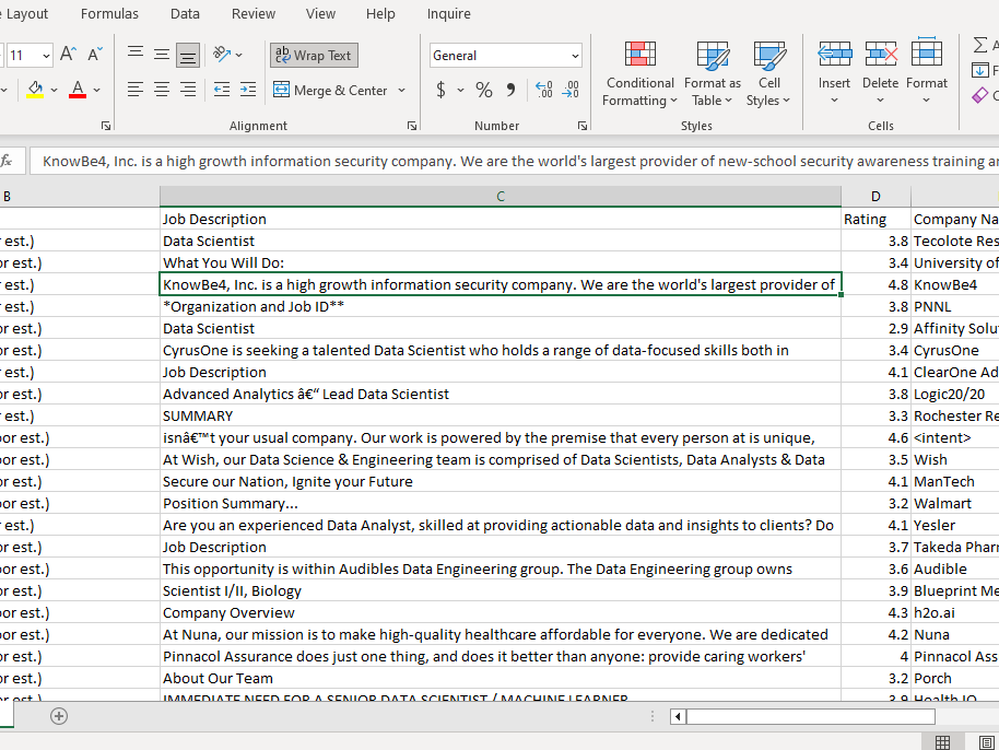 Layout Formulas Data Review View Help Inquire
11 A A ab Wrap Text General
Merge & Center $ % , .00 .00
Conditional Formatting Format as Table Cell Styles Insert Delete Format
Alignment Number Styles Cells
fx KnowBe4, Inc. is a high growth information security company. We are the world's largest provider of new-school security awareness training
B C D
Job Description Rating Company Na
est.) Data Scientist 3.8 Tecolote Res
or est.) What You Will Do: 3.4 University of
est.) KnowBe4, Inc. is a high growth information security company. We are the world's largest provider of 4.8 KnowBe4
est.) *Organization and Job ID** 3.8 PNNL
or est.) Data Scientist 2.9 Affinity Solu
or est.) CyrusOne is seeking a talented Data Scientist who holds a range of data-focused skills both in 3.4 CyrusOne
est.) Job Description 4.1 ClearOne Ad
or est.) Advanced Analytics â€“ Lead Data Scientist 3.8 Logic20/20
est.) SUMMARY 3.3 Rochester Re
or est.) isnâ€™t your usual company. Our work is powered by the premise that every person at is unique, 4.6 <intent>
or est.) At Wish, our Data Science & Engineering team is comprised of Data Scientists, Data Analysts & Data 3.5 Wish
or est.) Secure our Nation, Ignite your Future 4.1 ManTech
oor est.) Position Summary... 3.2 Walmart
est.) Are you an experienced Data Analyst, skilled at providing actionable data and insights to clients? Do 4.1 Yesler
or est.) Job Description 3.7 Takeda Phar
oor est.) This opportunity is within Audibles Data Engineering group. The Data Engineering group owns 3.6 Audible
or est.) Scientist I/II, Biology 3.9 Blueprint Me
oor est.) Company Overview 4.3 h2o.ai
oor est.) At Nuna, our mission is to make high-quality healthcare affordable for everyone. We are dedicated 4.2 Nuna
or est.) Pinnacol Assurance does just one thing, and does it better than anyone: provide caring workers' 4 Pinnacol Ass
or est.) About Our Team 3.2 Porch
IMMEDIATE NEED FOR A SENIOR DATA SCIENTIST / MACHINE LEARNER 3.9 Health IQ